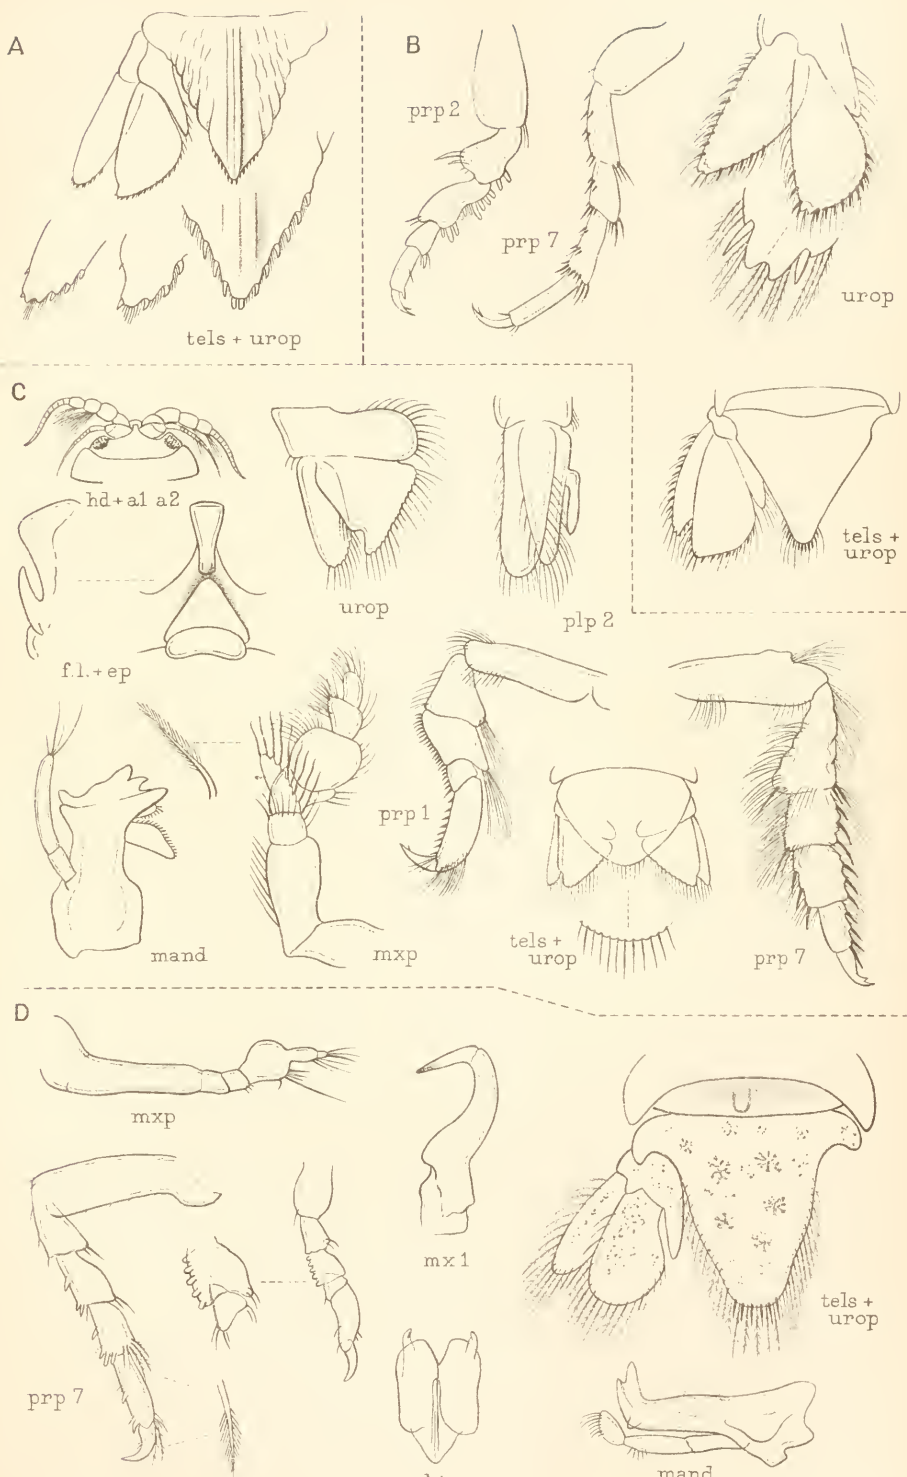 A
tels + urop
B
prp 2
prp 7
urop
tels +
urop
C
hd + a1 a2
f.l. + ep
urop
plp 2
mand
mxp
prp 1
tels +
urop
prp 7
D
mxp
mx 1
tels +
urop
prp 7
mand